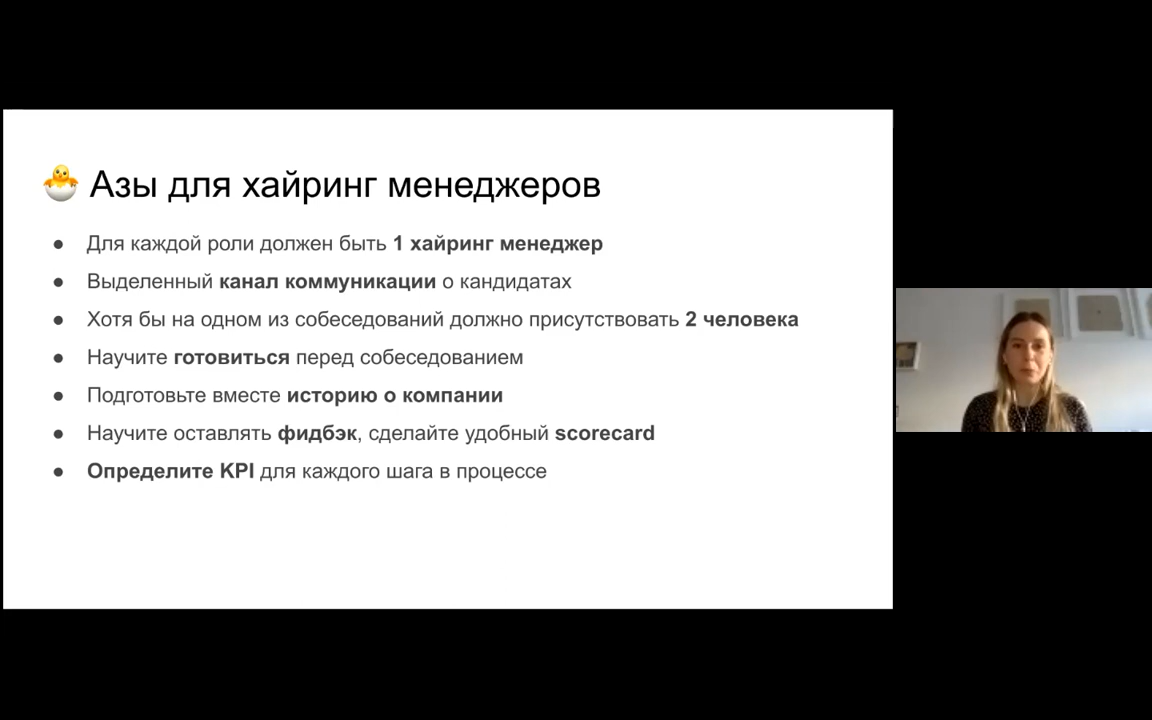 Азы для хайринг менеджеров
Для каждой роли должен быть 1 хайринг менеджер
Выделенный канал коммуникации о кандидатах
Хотя бы на одном из собеседований должно присутствовать 2 человека
Научите готовиться перед собеседованием
Подготовьте вместе историю о компании
Научите оставлять фидбэк, сделайте удобный scorecard
Определите KPI для каждого шага в процессе